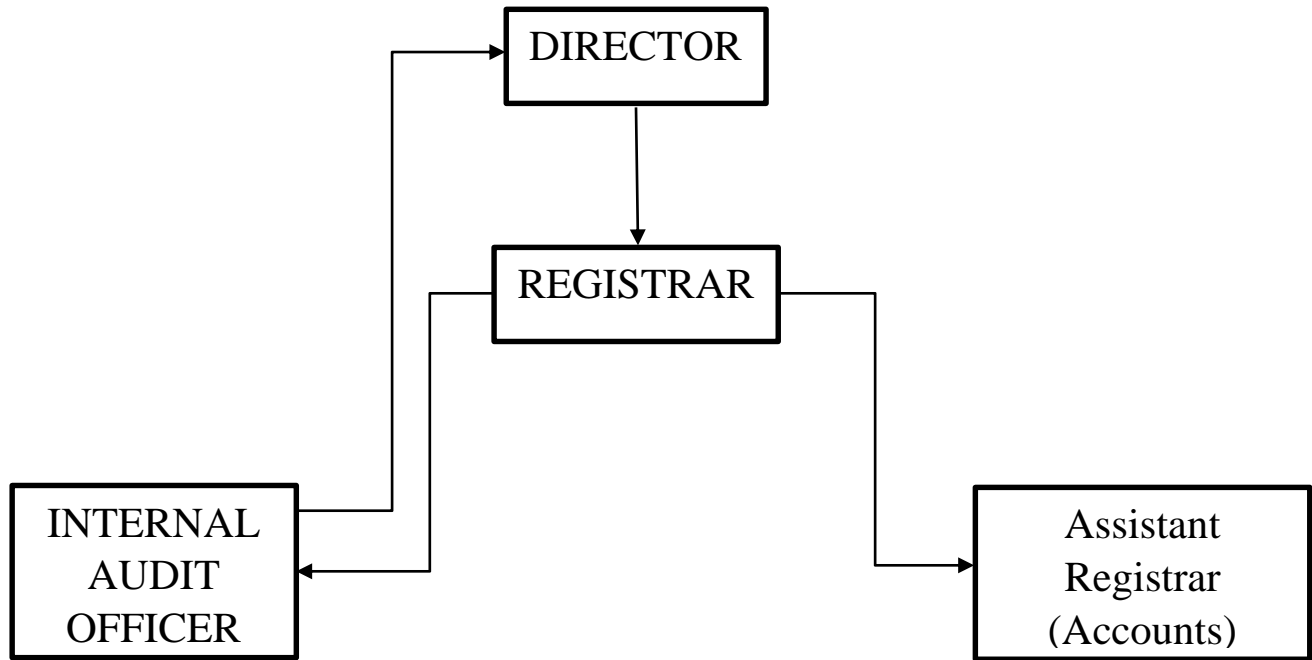 DIRECTOR
REGISTRAR
INTERNAL
AUDIT
OFFICER
Assistant
Registrar
(Accounts)